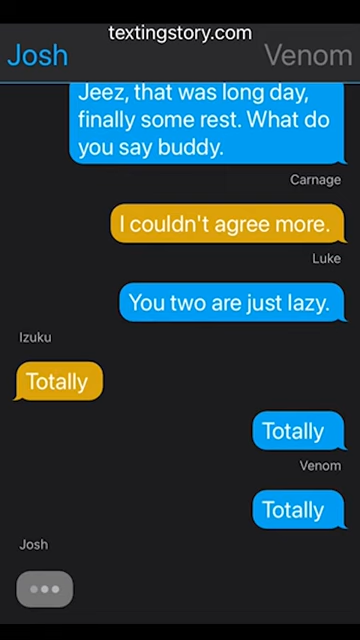 textingstory.com
Josh
Venom
Jeez, that was long day,
finally some rest. What do
you say buddy.
Carnage
I couldn't agree more.
Luke
You two are just lazy.
Izuku
Totally
Totally
Venom
Totally
Josh